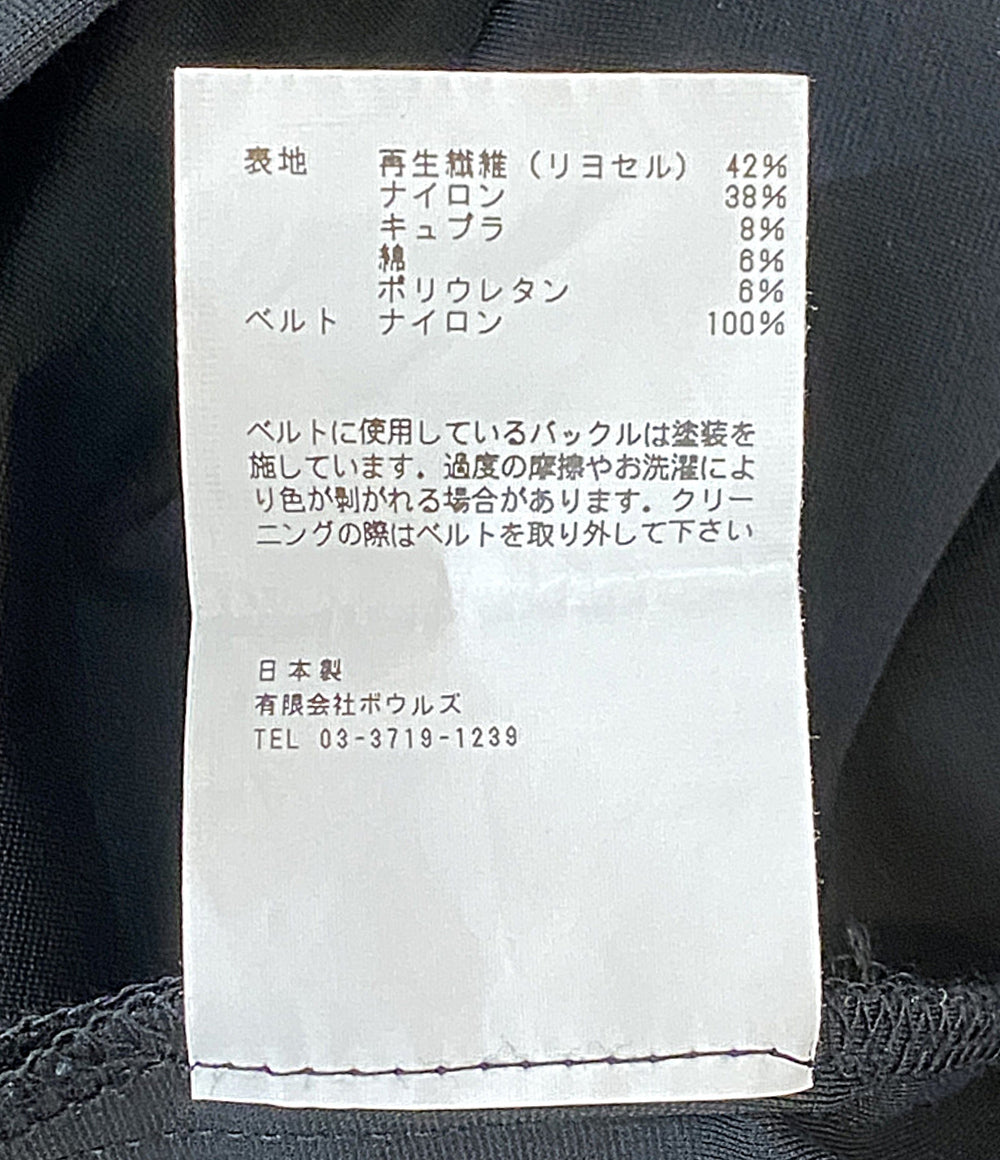 表地 再生繊維（リヨセル） 42%
ナイロン 38%
キュプラ 8%
綿 6%
ポリウレタン 6%
ベルト ナイロン 100%
ベルトに使用しているバックルは塗装を
施しています．過度の摩擦やお洗濯によ
り色が剥がれる場合があります．クリー
ニングの際はベルトを取り外して下さい
日本製
有限会社ボウルズ
TEL 03-3719-1239